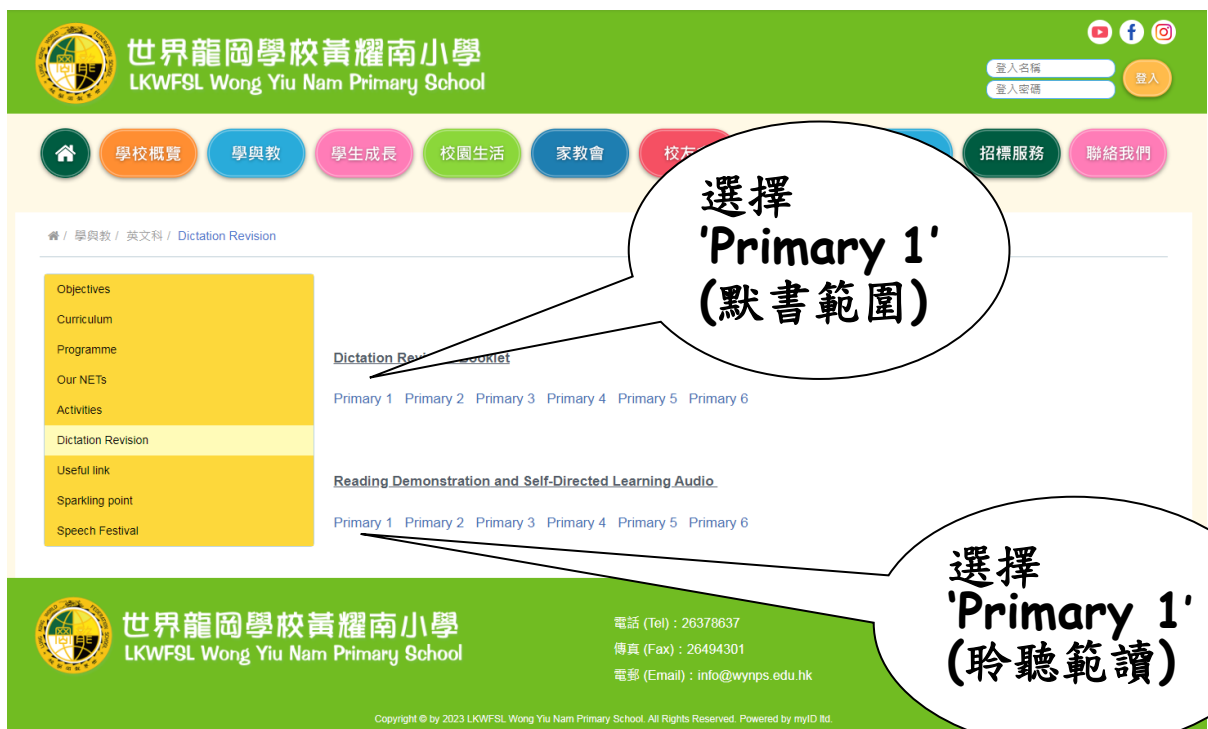 世界龍岡學校黃耀南小學
LKWFSL Wong Yiu Nam Primary School
登入名稱
登入密碼
登入
學校概覽
學與教
學生成長
校園生活
家教會
校友
招標服務
聯絡我們
/ 學與教 / 英文科 / Dictation Revision
選擇
'Primary 1'
(默書範圍)
Objectives
Curriculum
Programme
Our NETs
Activities
Dictation Revision
Useful link
Sparkling point
Speech Festival
Dictation Booklet
Primary 1 Primary 2 Primary 3 Primary 4 Primary 5 Primary 6
Reading Demonstration and Self-Directed Learning Audio
Primary 1 Primary 2 Primary 3 Primary 4 Primary 5 Primary 6
選擇
'Primary 1'
(聆聽範讀)
世界龍岡學校黃耀南小學
LKWFSL Wong Yiu Nam Primary School
電話 (Tel) : 26378637
傳真 (Fax) : 26494301
電郵 (Email) : info@wynps.edu.hk
Copyright © by 2023 LKWFSL Wong Yiu Nam Primary School. All Rights Reserved. Powered by myID ltd.